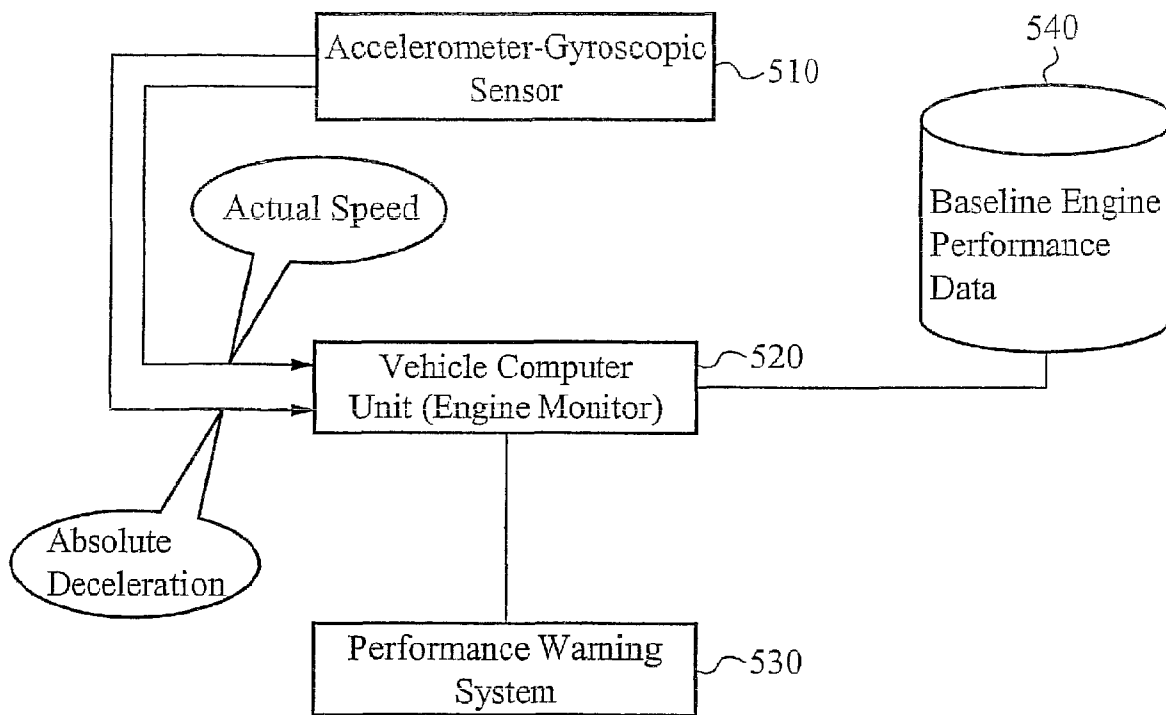 Accelerometer-Gyroscopic
Sensor
510
540
Actual Speed
Baseline Engine
Performance
Data
Vehicle Computer
Unit (Engine Monitor)
520
Absolute
Deceleration
Performance Warning
System
530